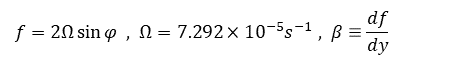 f = 2Ω sin φ , Ω = 7.292 × 10⁻⁵s⁻¹ , β ≡ df/dy